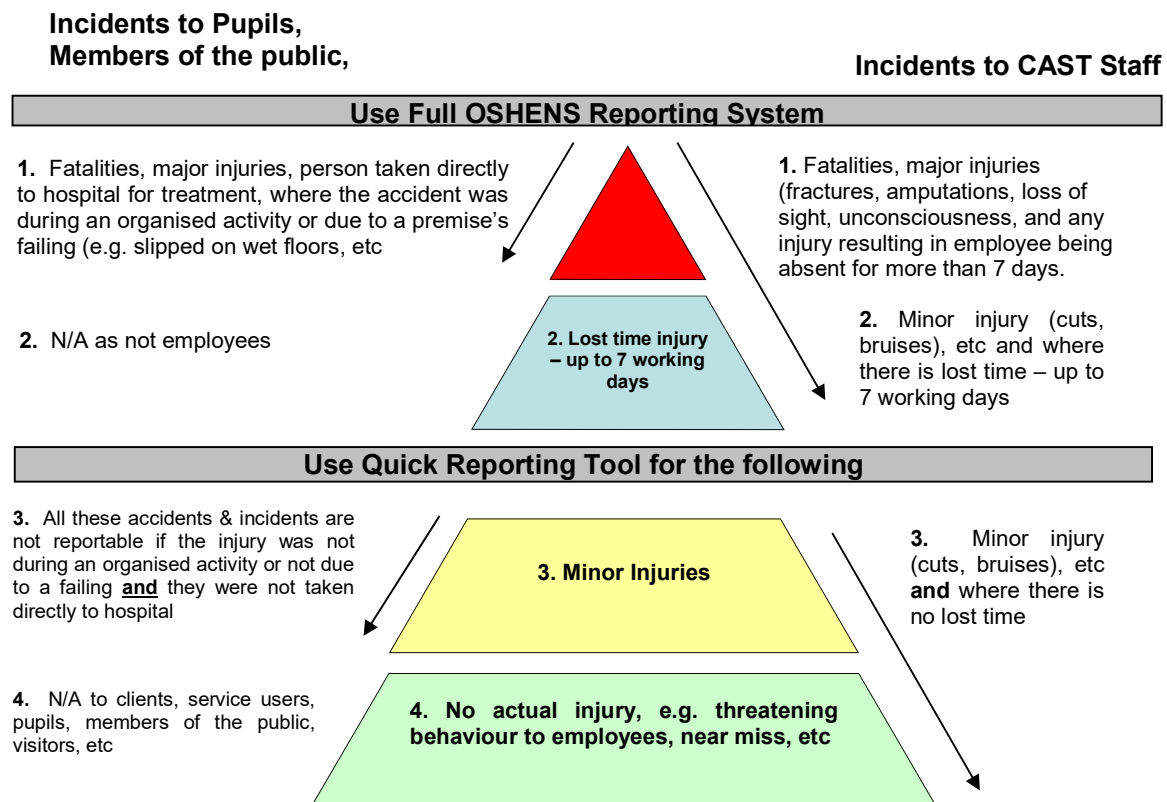 Incidents to Pupils,
Members of the public,
Incidents to CAST Staff
Use Full OSHENS Reporting System
1. Fatalities, major injuries, person taken directly
to hospital for treatment, where the accident was
during an organised activity or due to a premise's
failing (e.g. slipped on wet floors, etc
1. Fatalities, major injuries
(fractures, amputations, loss of
sight, unconsciousness, and any
injury resulting in employee being
absent for more than 7 days.
2. N/A as not employees
2. Lost time injury
– up to 7 working
days
2. Minor injury (cuts,
bruises), etc and where
there is lost time – up to
7 working days
Use Quick Reporting Tool for the following
3. All these accidents & incidents are
not reportable if the injury was not
during an organised activity or not due
to a failing and they were not taken
directly to hospital
3. Minor Injuries
3. Minor injury
(cuts, bruises), etc
and where there is
no lost time
4. N/A to clients, service users,
pupils, members of the public,
visitors, etc
4. No actual injury, e.g. threatening
behaviour to employees, near miss, etc